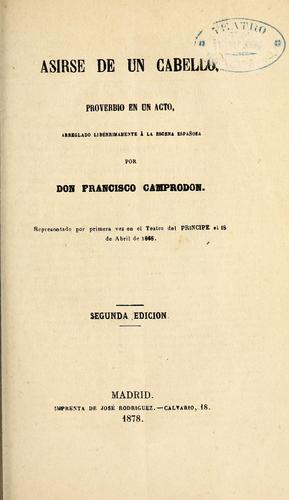 TEATRO
ASIRSE DE UN CABELLO,
PROVERBIO EN UN ACTO,
ARREGLADO LIBÉRRIMAMENTE Á LA ESCENA ESPAÑOLA
POR
DON FRANCISCO CAMPRODON.
Representado por primera vez en el Teatro del PRINCIPE el 18
de Abril de
SEGUNDA EDICION
MADRID.
IMPRENTA DE JOSÉ RODRIGUEZ.—CALVARIO, 18.
1878.